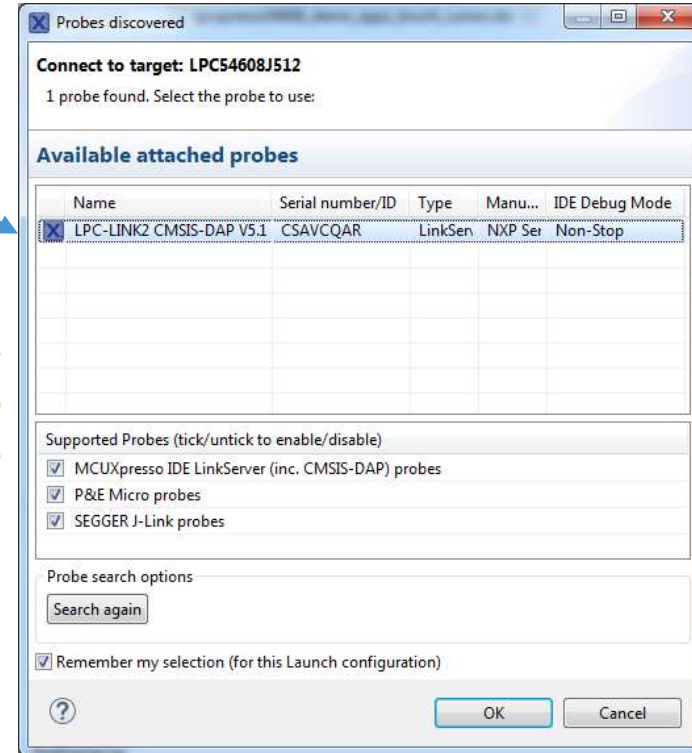 Probes discovered
Connect to target: LPC54608J512
1 probe found. Select the probe to use:
Available attached probes
Name Serial number/ID Type Manu... IDE Debug Mode
LPC-LINK2 CMSIS-DAP V5.1 CSAVCQAR LinkSen NXP Ser Non-Stop
Supported Probes (tick/untick to enable/disable)
MCUXpresso IDE LinkServer (inc. CMSIS-DAP) probes
P&E Micro probes
SEGGER J-Link probes
Probe search options
Search again
Remember my selection (for this Launch configuration)
?
OK Cancel